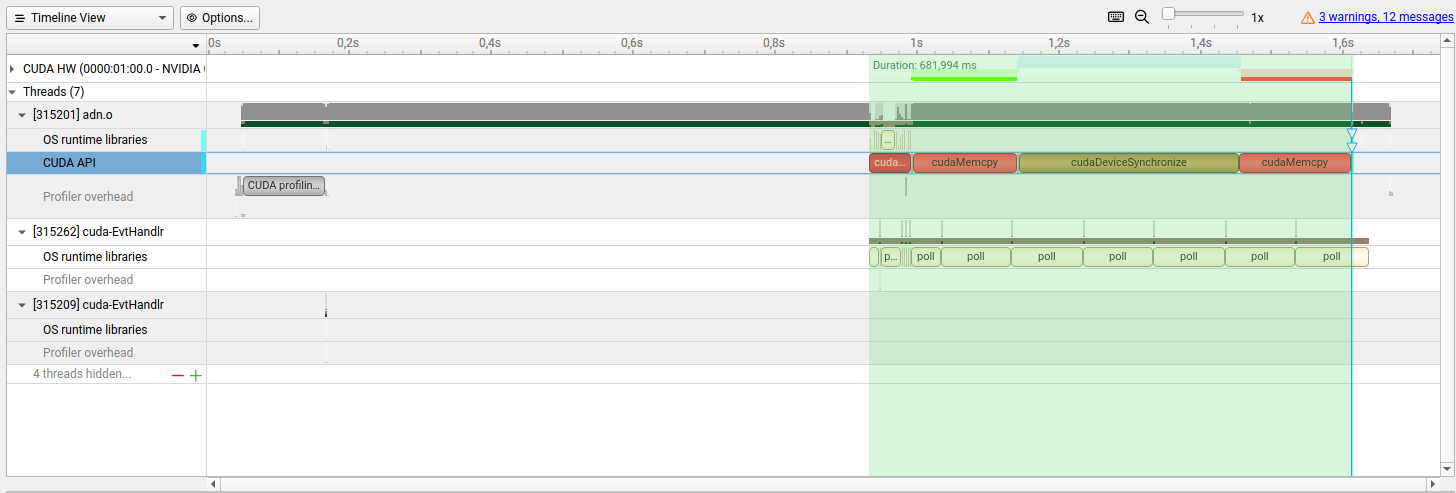 Timeline View Options... 1x 3 warnings, 12 messages
0s 0,2s 0,4s 0,6s 0,8s 1s 1,2s 1,4s 1,6s
CUDA HW (0000:01:00.0 - NVIDIA Duration: 681,994 ms
Threads (7)
[315201] adn.o
OS runtime libraries ...
CUDA API cuda... cudaMemcpy cudaDeviceSynchronize cudaMemcpy
Profiler overhead CUDA profilin...
[315262] cuda-EvtHandlr
OS runtime libraries p... poll poll poll poll poll poll poll
Profiler overhead
[315209] cuda-EvtHandlr
OS runtime libraries
Profiler overhead
4 threads hidden... − +